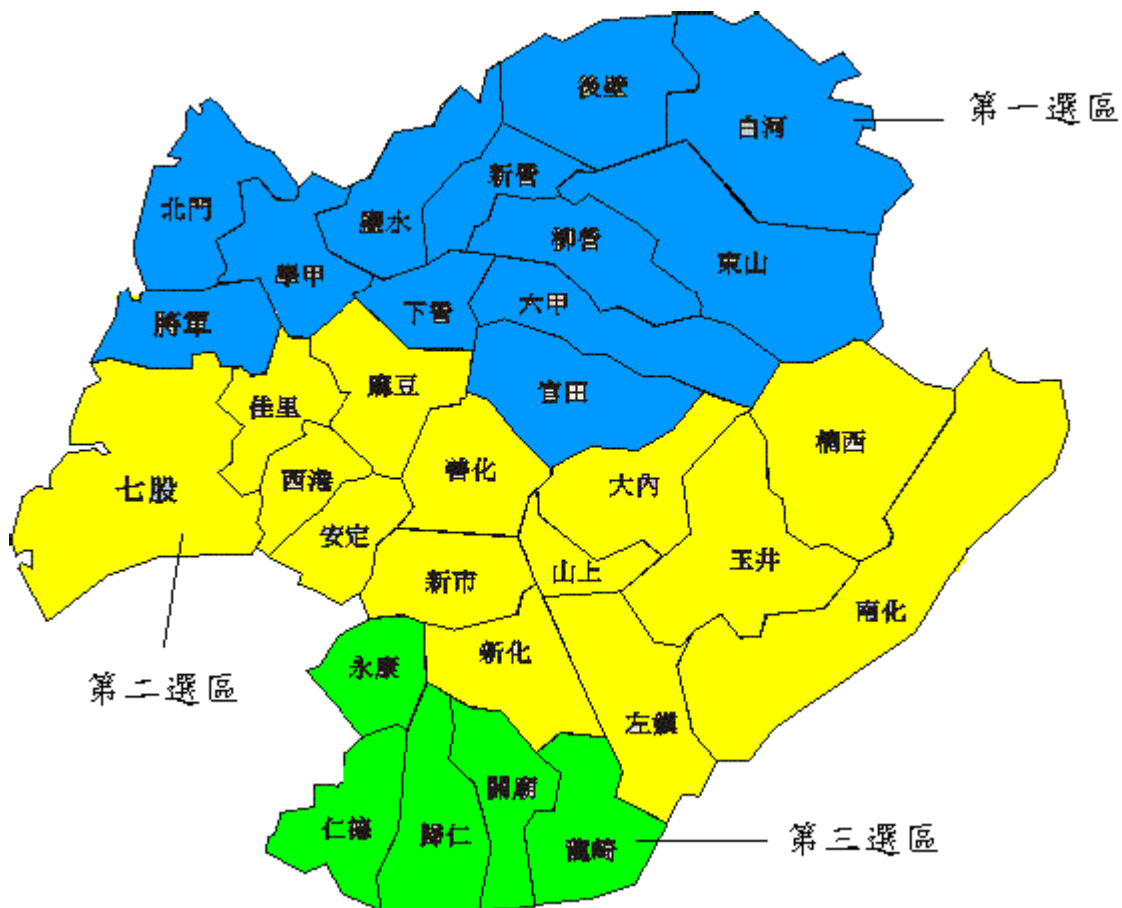 後壁
白河
第一選區
新營
北門
鹽水
柳營
東山
學甲
下營
六甲
將軍
麻豆
官田
佳里
楠西
七股
西港
善化
大內
安定
新市
山上
玉井
南化
新化
永康
第二選區
左鎮
關廟
仁德
歸仁
龍崎
第三選區